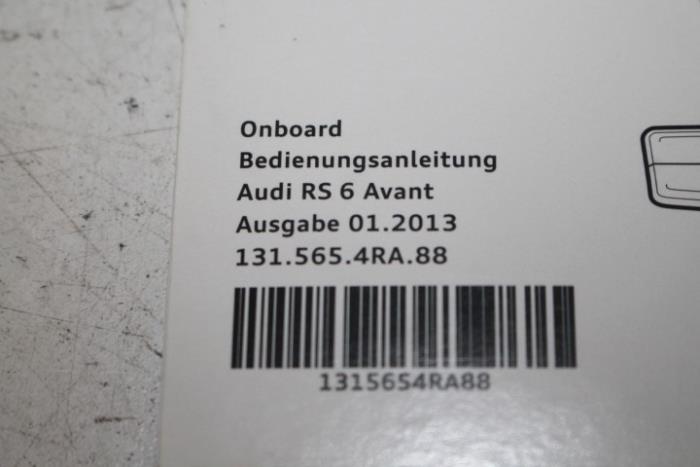 Onboard
Bedienungsanleitung
Audi RS 6 Avant
Ausgabe 01.2013
131.565.4RA.88
1315654RA88